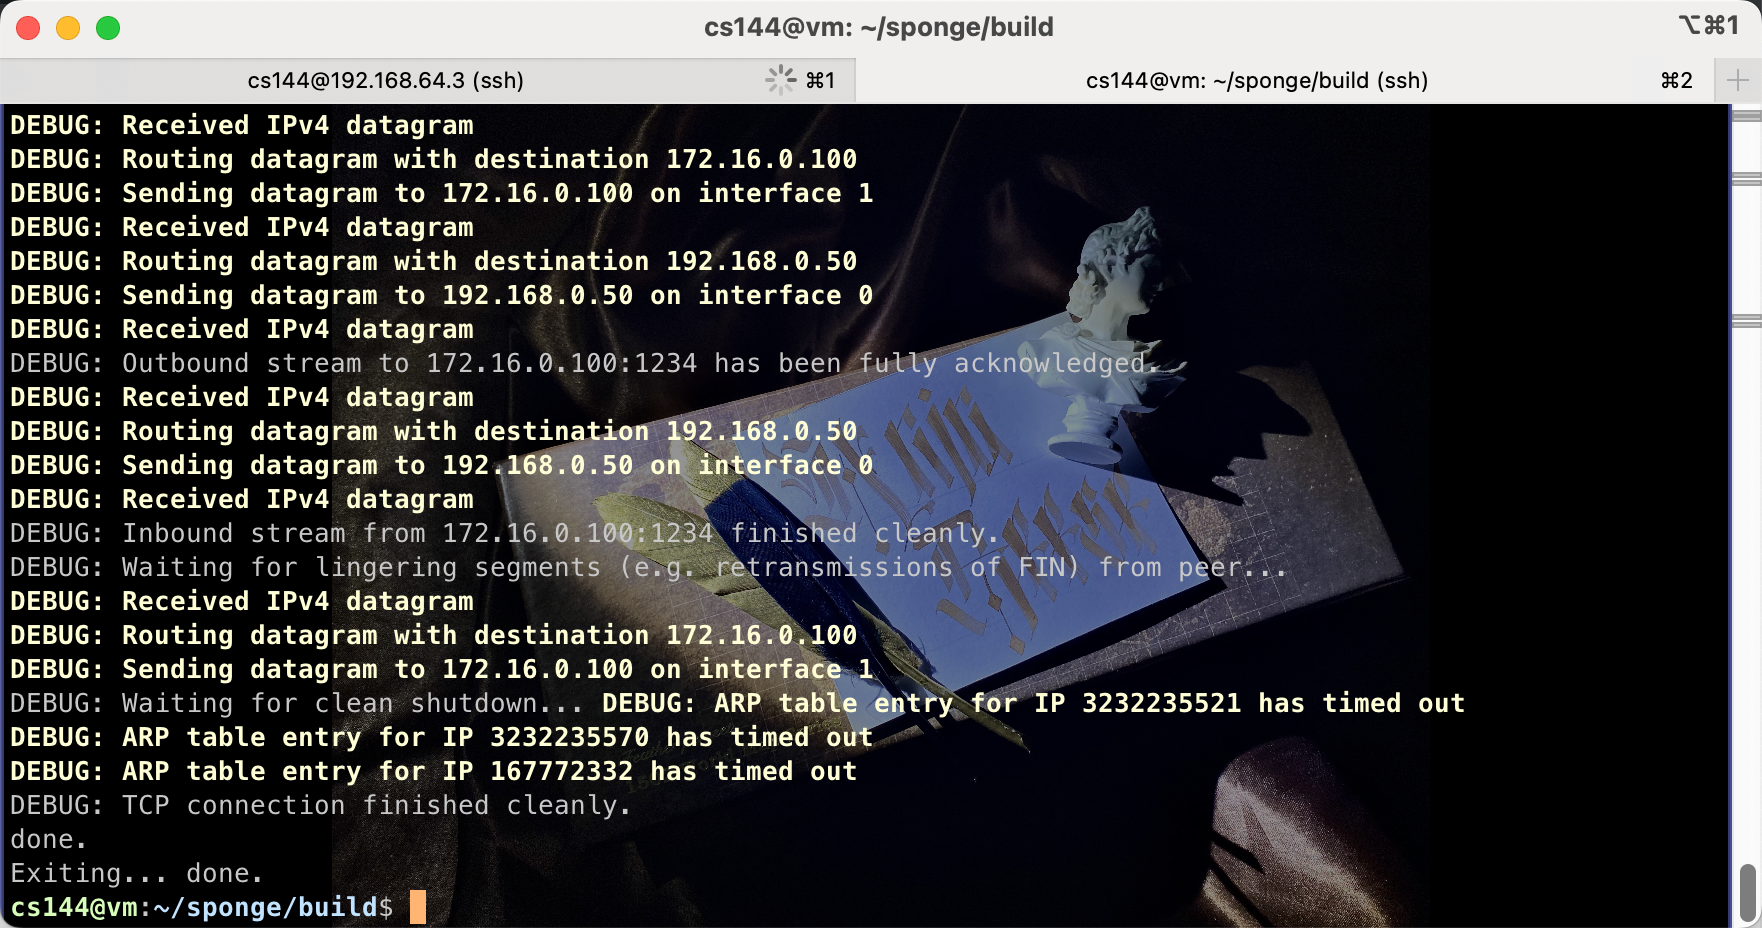 cs144@vm: ~/sponge/build
⌥⌘1
cs144@192.168.64.3 (ssh)
⌘1
cs144@vm: ~/sponge/build (ssh)
⌘2
DEBUG: Received IPv4 datagram
DEBUG: Routing datagram with destination 172.16.0.100
DEBUG: Sending datagram to 172.16.0.100 on interface 1
DEBUG: Received IPv4 datagram
DEBUG: Routing datagram with destination 192.168.0.50
DEBUG: Sending datagram to 192.168.0.50 on interface 0
DEBUG: Received IPv4 datagram
DEBUG: Outbound stream to 172.16.0.100:1234 has been fully acknowledged.
DEBUG: Received IPv4 datagram
DEBUG: Routing datagram with destination 192.168.0.50
DEBUG: Sending datagram to 192.168.0.50 on interface 0
DEBUG: Received IPv4 datagram
DEBUG: Inbound stream from 172.16.0.100:1234 finished cleanly.
DEBUG: Waiting for lingering segments (e.g. retransmissions of FIN) from peer...
DEBUG: Received IPv4 datagram
DEBUG: Routing datagram with destination 172.16.0.100
DEBUG: Sending datagram to 172.16.0.100 on interface 1
DEBUG: Waiting for clean shutdown... DEBUG: ARP table entry for IP 3232235521 has timed out
DEBUG: ARP table entry for IP 3232235570 has timed out
DEBUG: ARP table entry for IP 167772332 has timed out
DEBUG: TCP connection finished cleanly.
done.
Exiting... done.
cs144@vm:~/sponge/build$